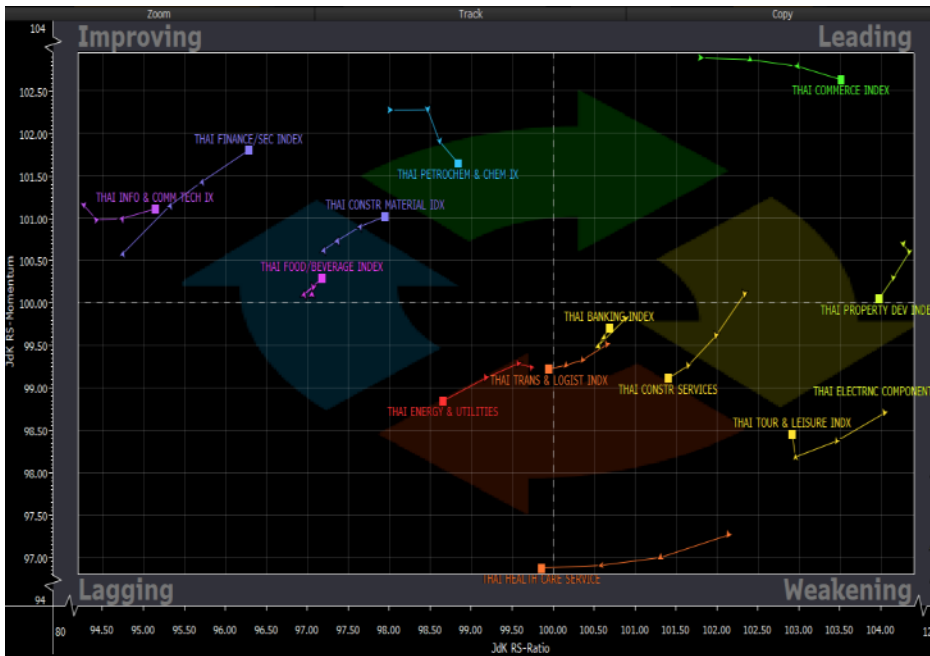 Zoom Track Copy
104
Improving Leading
102.50
102.00
101.50
101.00
100.50
100.00
99.50
99.00
98.50
98.00
97.50
97.00
94
JdK RS-Momentum
THAI COMMERCE INDEX
THAI FINANCE/SEC INDEX
THAI PETROCHEM & CHEM IX
THAI INFO & COMM TECH IX
THAI CONSTR MATERIAL IDX
THAI FOOD/BEVERAGE INDEX
THAI PROPERTY DEV INDE
THAI BANKING INDEX
THAI TRANS & LOGIST INDX
THAI CONSTR SERVICES
THAI ELECTRNC COMPONENT
THAI ENERGY & UTILITIES
THAI TOUR & LEISURE INDX
THAI HEALTH CARE SERVICE
Lagging Weakening
80 94.50 95.00 95.50 96.00 96.50 97.00 97.50 98.00 98.50 99.00 99.50 100.00 100.50 101.00 101.50 102.00 102.50 103.00 103.50 104.00 12
JdK RS-Ratio